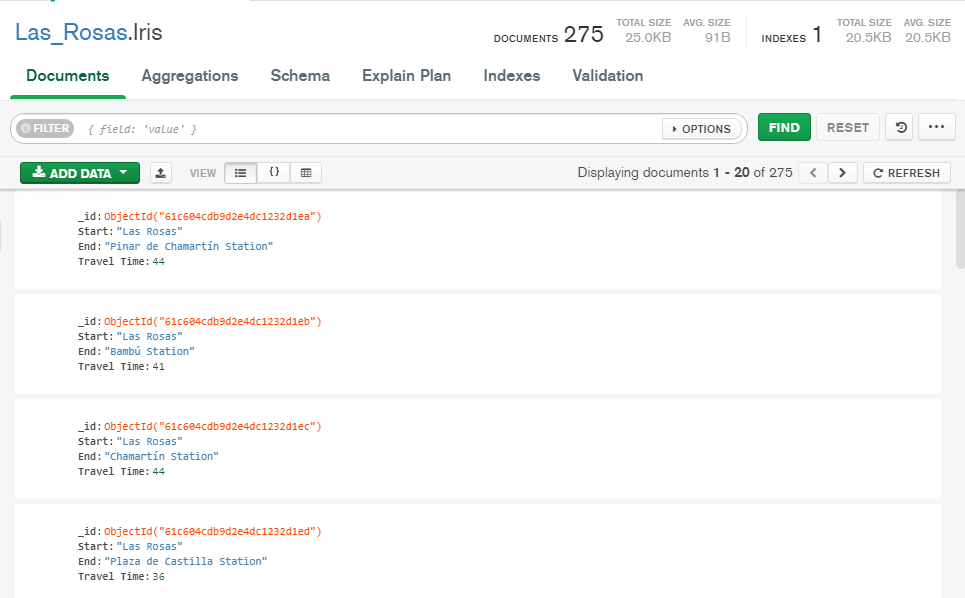 Las_Rosas.Iris
DOCUMENTS 275
TOTAL SIZE 25.0KB
AVG. SIZE 91B
INDEXES 1
TOTAL SIZE 20.5KB
AVG. SIZE 20.5KB
Documents Aggregations Schema Explain Plan Indexes Validation
FILTER { field: 'value' } OPTIONS FIND RESET ...
ADD DATA VIEW {} Displaying documents 1 - 20 of 275 < > REFRESH
_id:ObjectId("61c604cdb9d2e4dc1232d1ea")
Start:"Las Rosas"
End:"Pinar de Chamartín Station"
Travel Time:44
_id:ObjectId("61c604cdb9d2e4dc1232d1eb")
Start:"Las Rosas"
End:"Bambú Station"
Travel Time:41
_id:ObjectId("61c604cdb9d2e4dc1232d1ec")
Start:"Las Rosas"
End:"Chamartín Station"
Travel Time:44
_id:ObjectId("61c604cdb9d2e4dc1232d1ed")
Start:"Las Rosas"
End:"Plaza de Castilla Station"
Travel Time:36